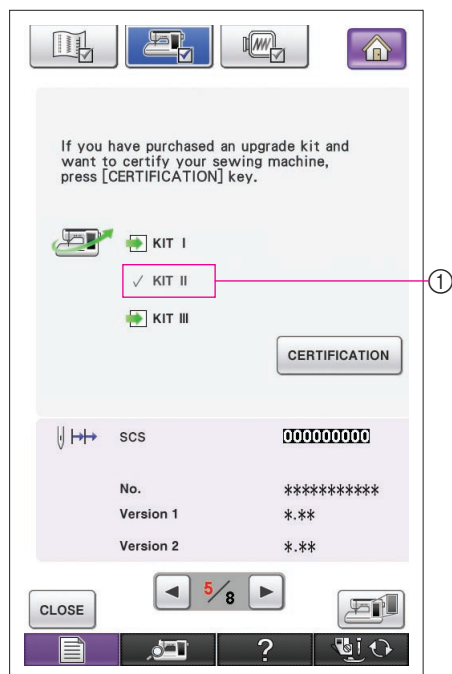 If you have purchased an upgrade kit and
want to certify your sewing machine,
press [CERTIFICATION] key.
KIT I
✓ KIT II
①
KIT III
CERTIFICATION
SCS 000000000
No. ***********
Version 1 *.**
Version 2 *.**
CLOSE
5/8
?